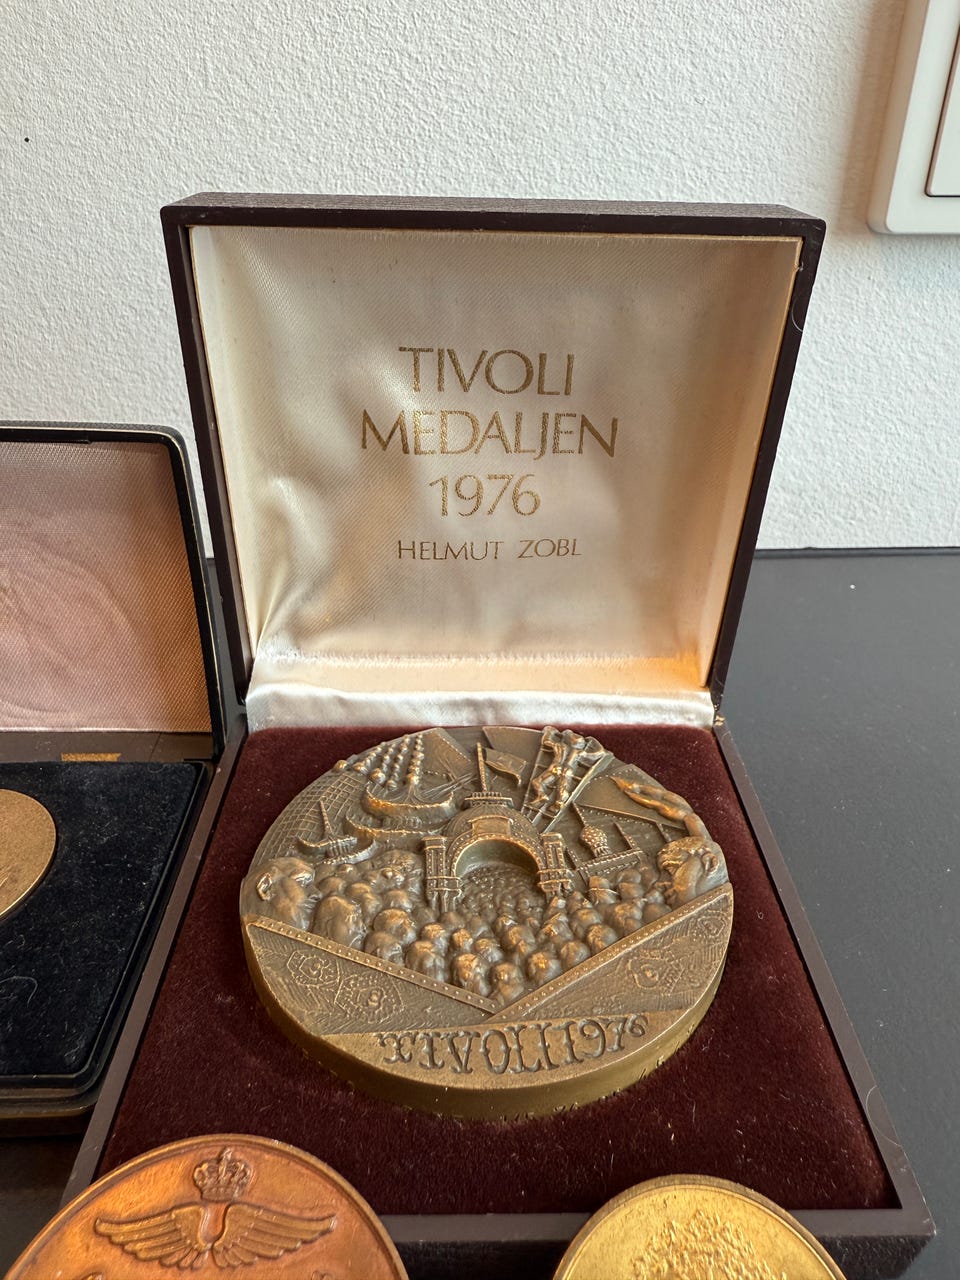 TIVOLI
MEDALJEN
1976
HELMUT ZOBL
TIVOLI 1976